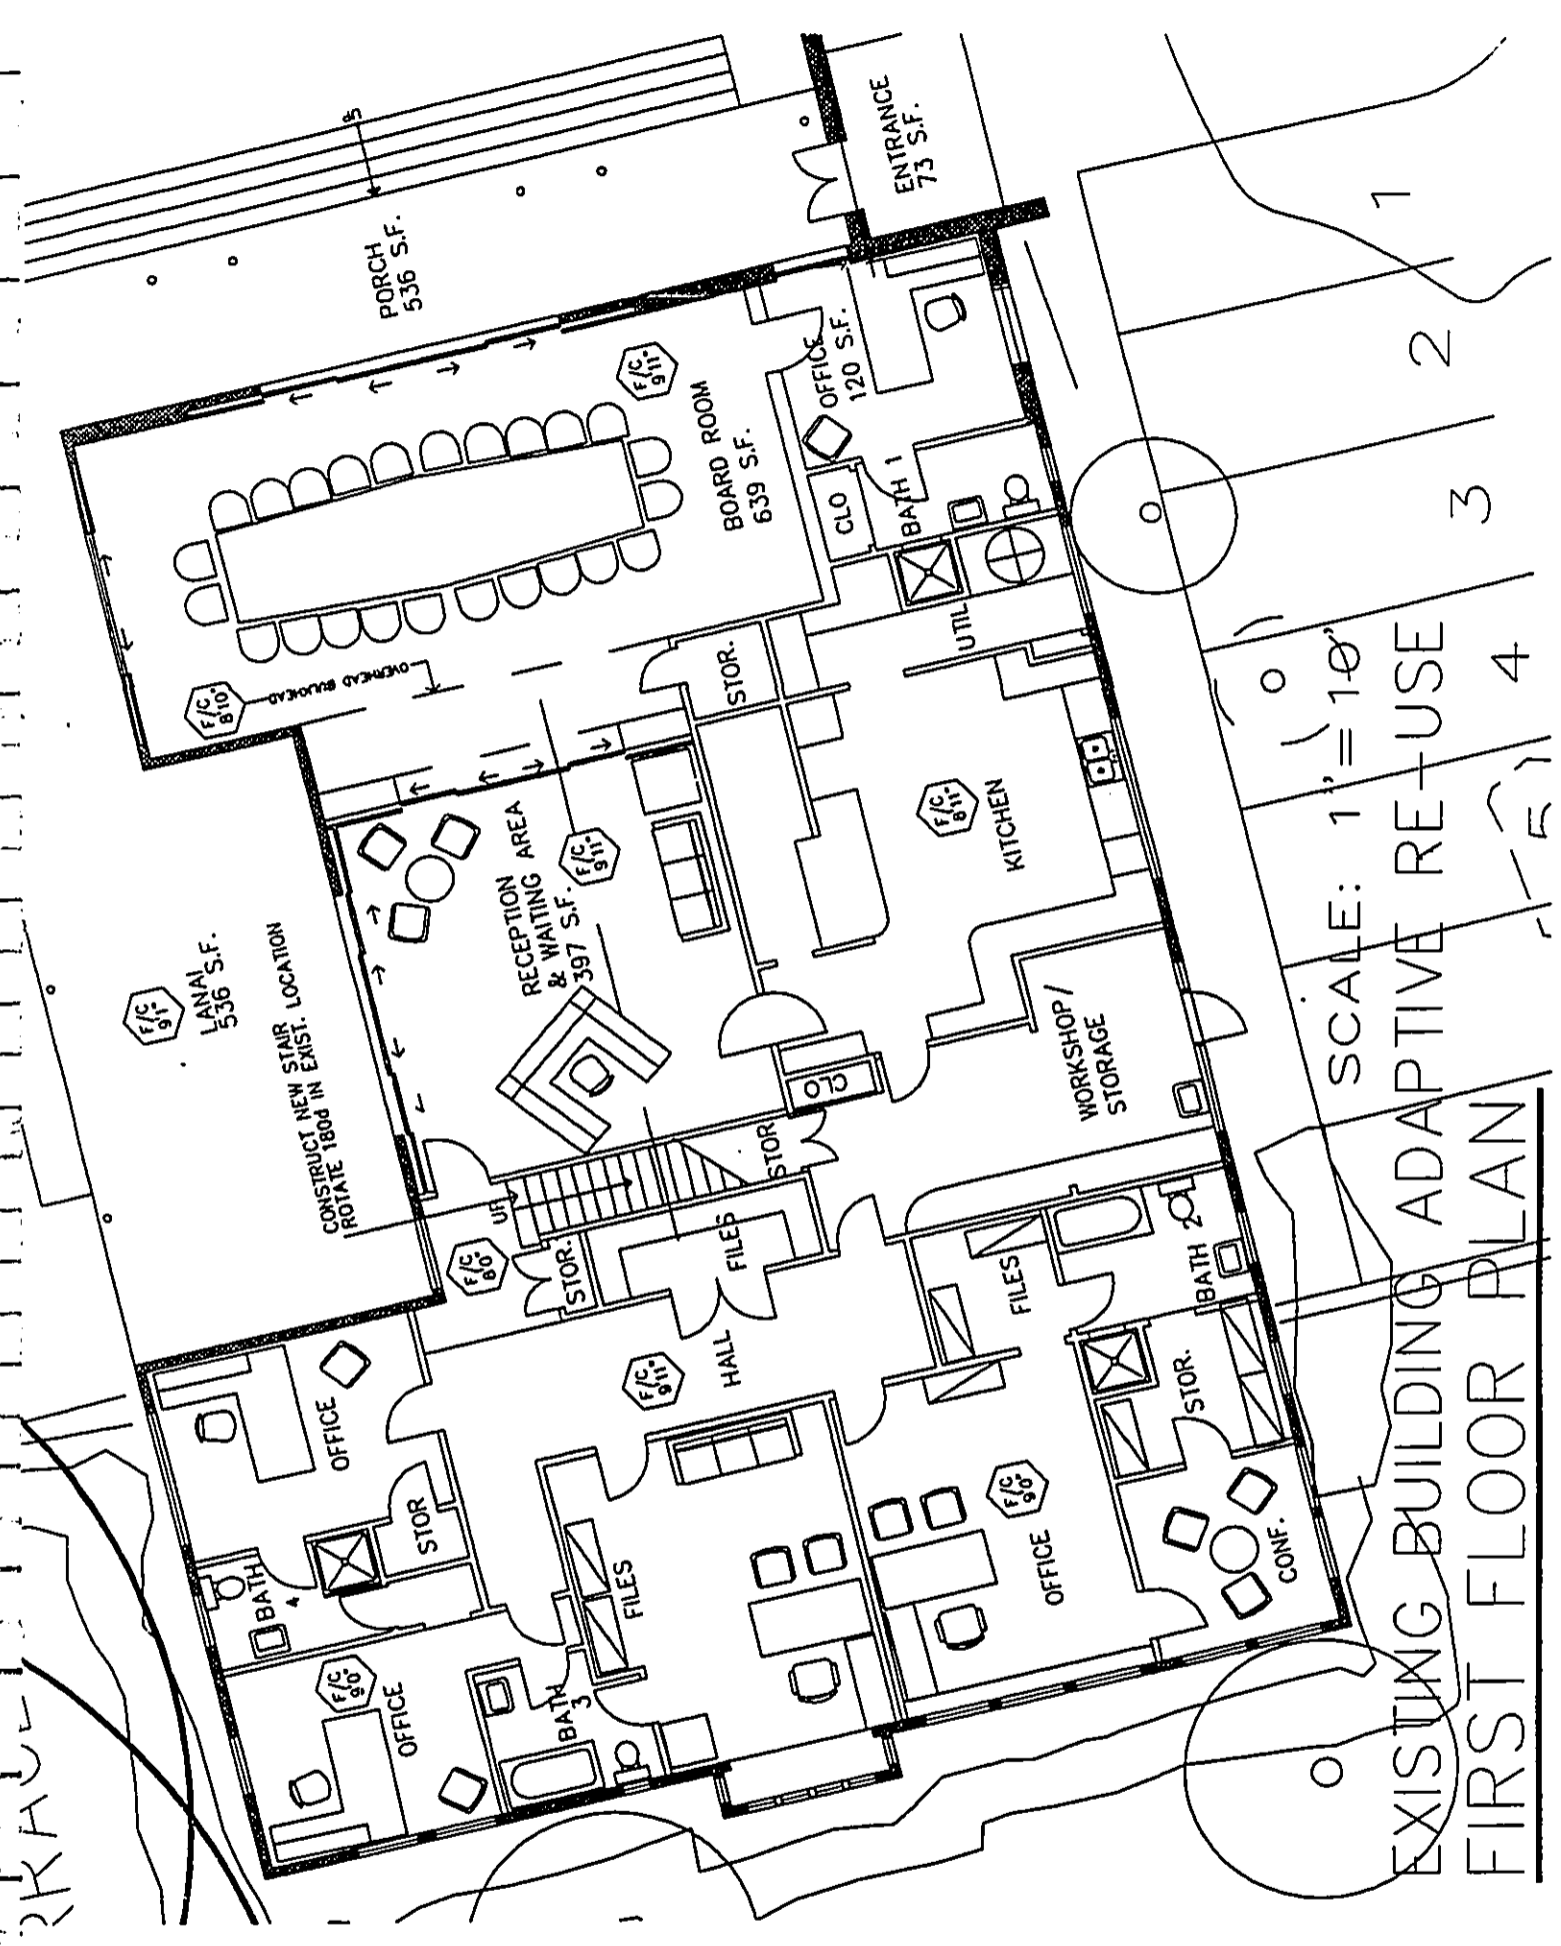 PORCH
536 S.F.
5
ENTRANCE
73 S.F.
F/C
9'11"
OFFICE
120 S.F.
BOARD ROOM
639 S.F.
CLO
BATH 1
UTIL
STOR.
F/C
8'10"
OVERHEAD BULKHEAD
F/C
8'11"
KITCHEN
RECEPTION AREA
& WAITING AREA
397 S.F.
F/C
9'11"
F/C
9'1"
LANAI
536 S.F.
CONSTRUCT NEW STAIR
ROTATE 180d IN EXIST. LOCATION
WORKSHOP/
STORAGE
STOR
UP
F/C
8'0"
STOR.
FILES
FILES
BATH 2
STOR.
HALL
F/C
9'11"
OFFICE
STOR
BATH
4
FILES
F/C
9'0"
OFFICE
CONF.
F/C
9'0"
OFFICE
BATH
3
1
2
3
4
5
SCALE: 1"=10'
EXISTING BUILDING ADAPTIVE RE-USE
FIRST FLOOR PLAN